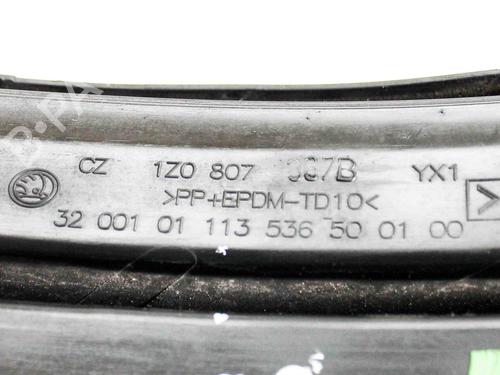 CZ 1Z0 807 YX1
>PP+EPDM-TD10<
32 001 01 113 536 50 01 00